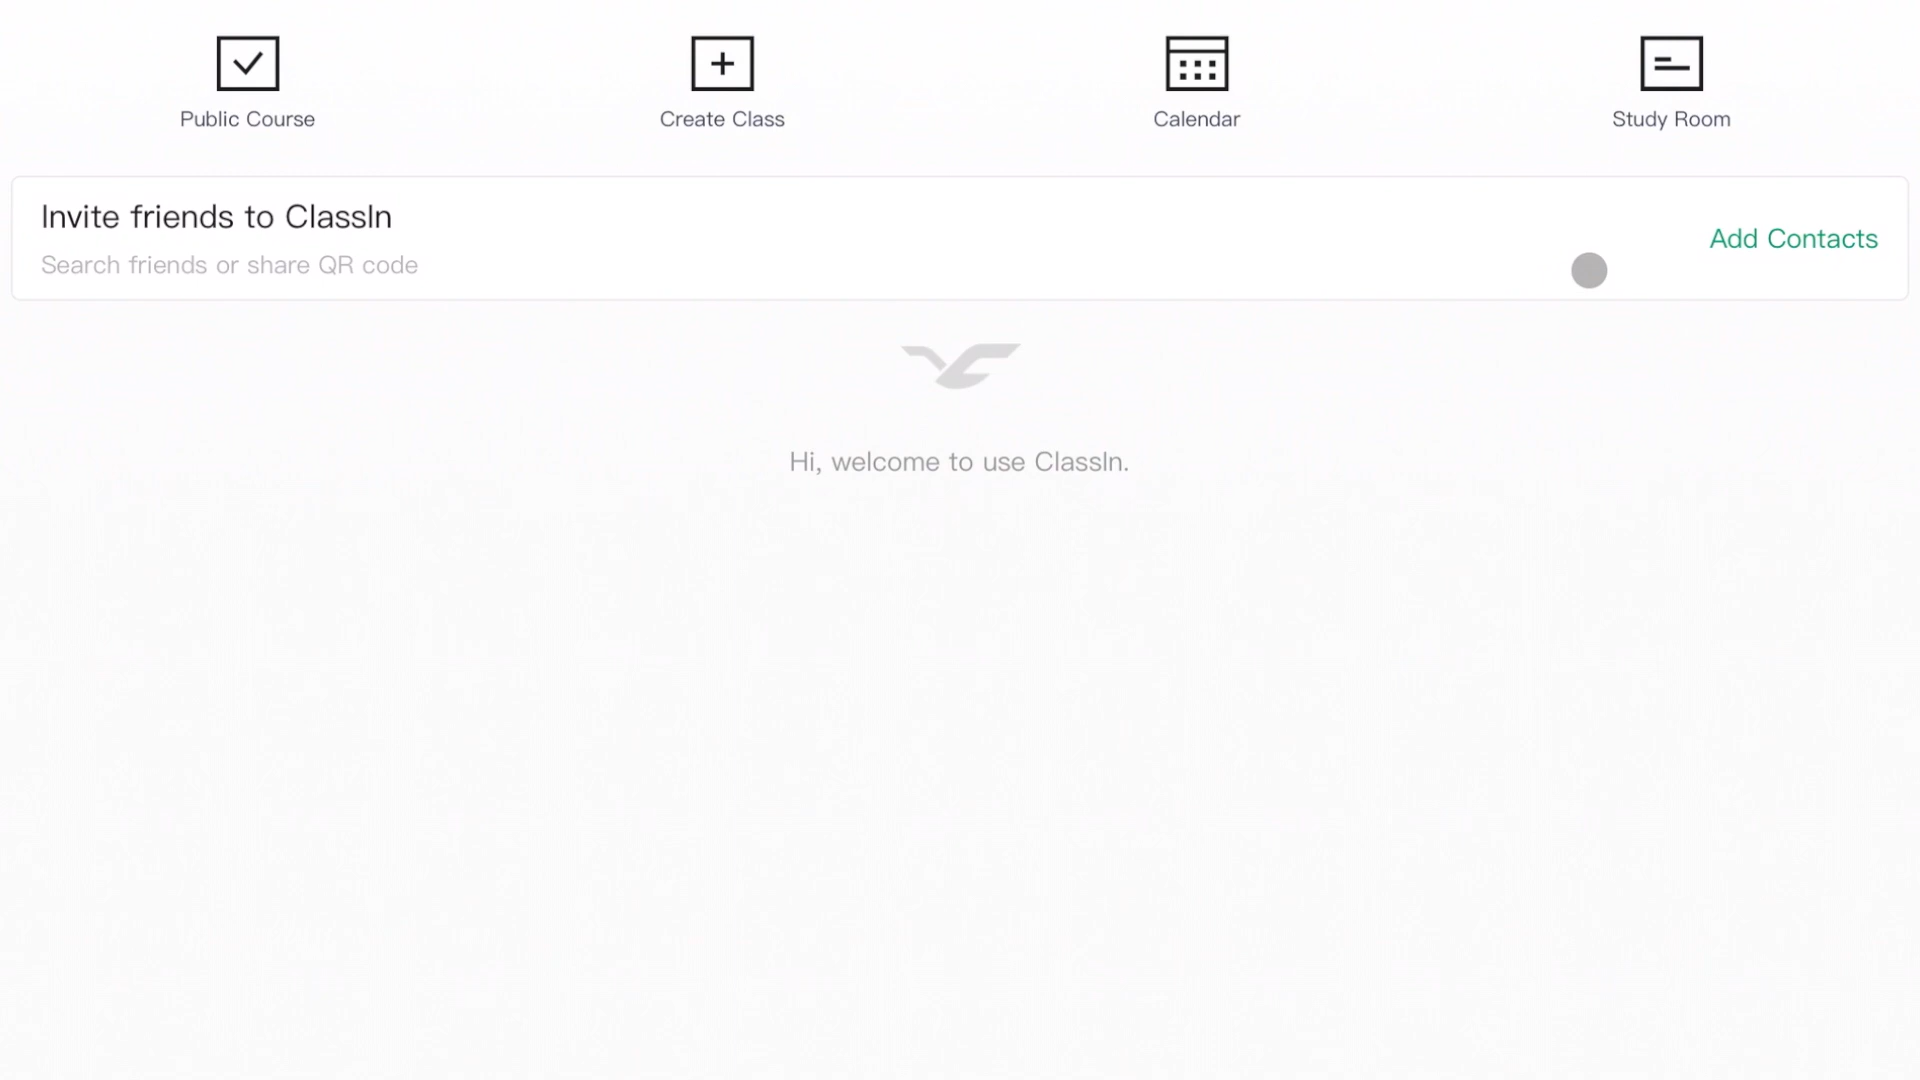 Public Course
Create Class
Calendar
Study Room
Invite friends to ClassIn
Search friends or share QR code
Add Contacts
Hi, welcome to use ClassIn.